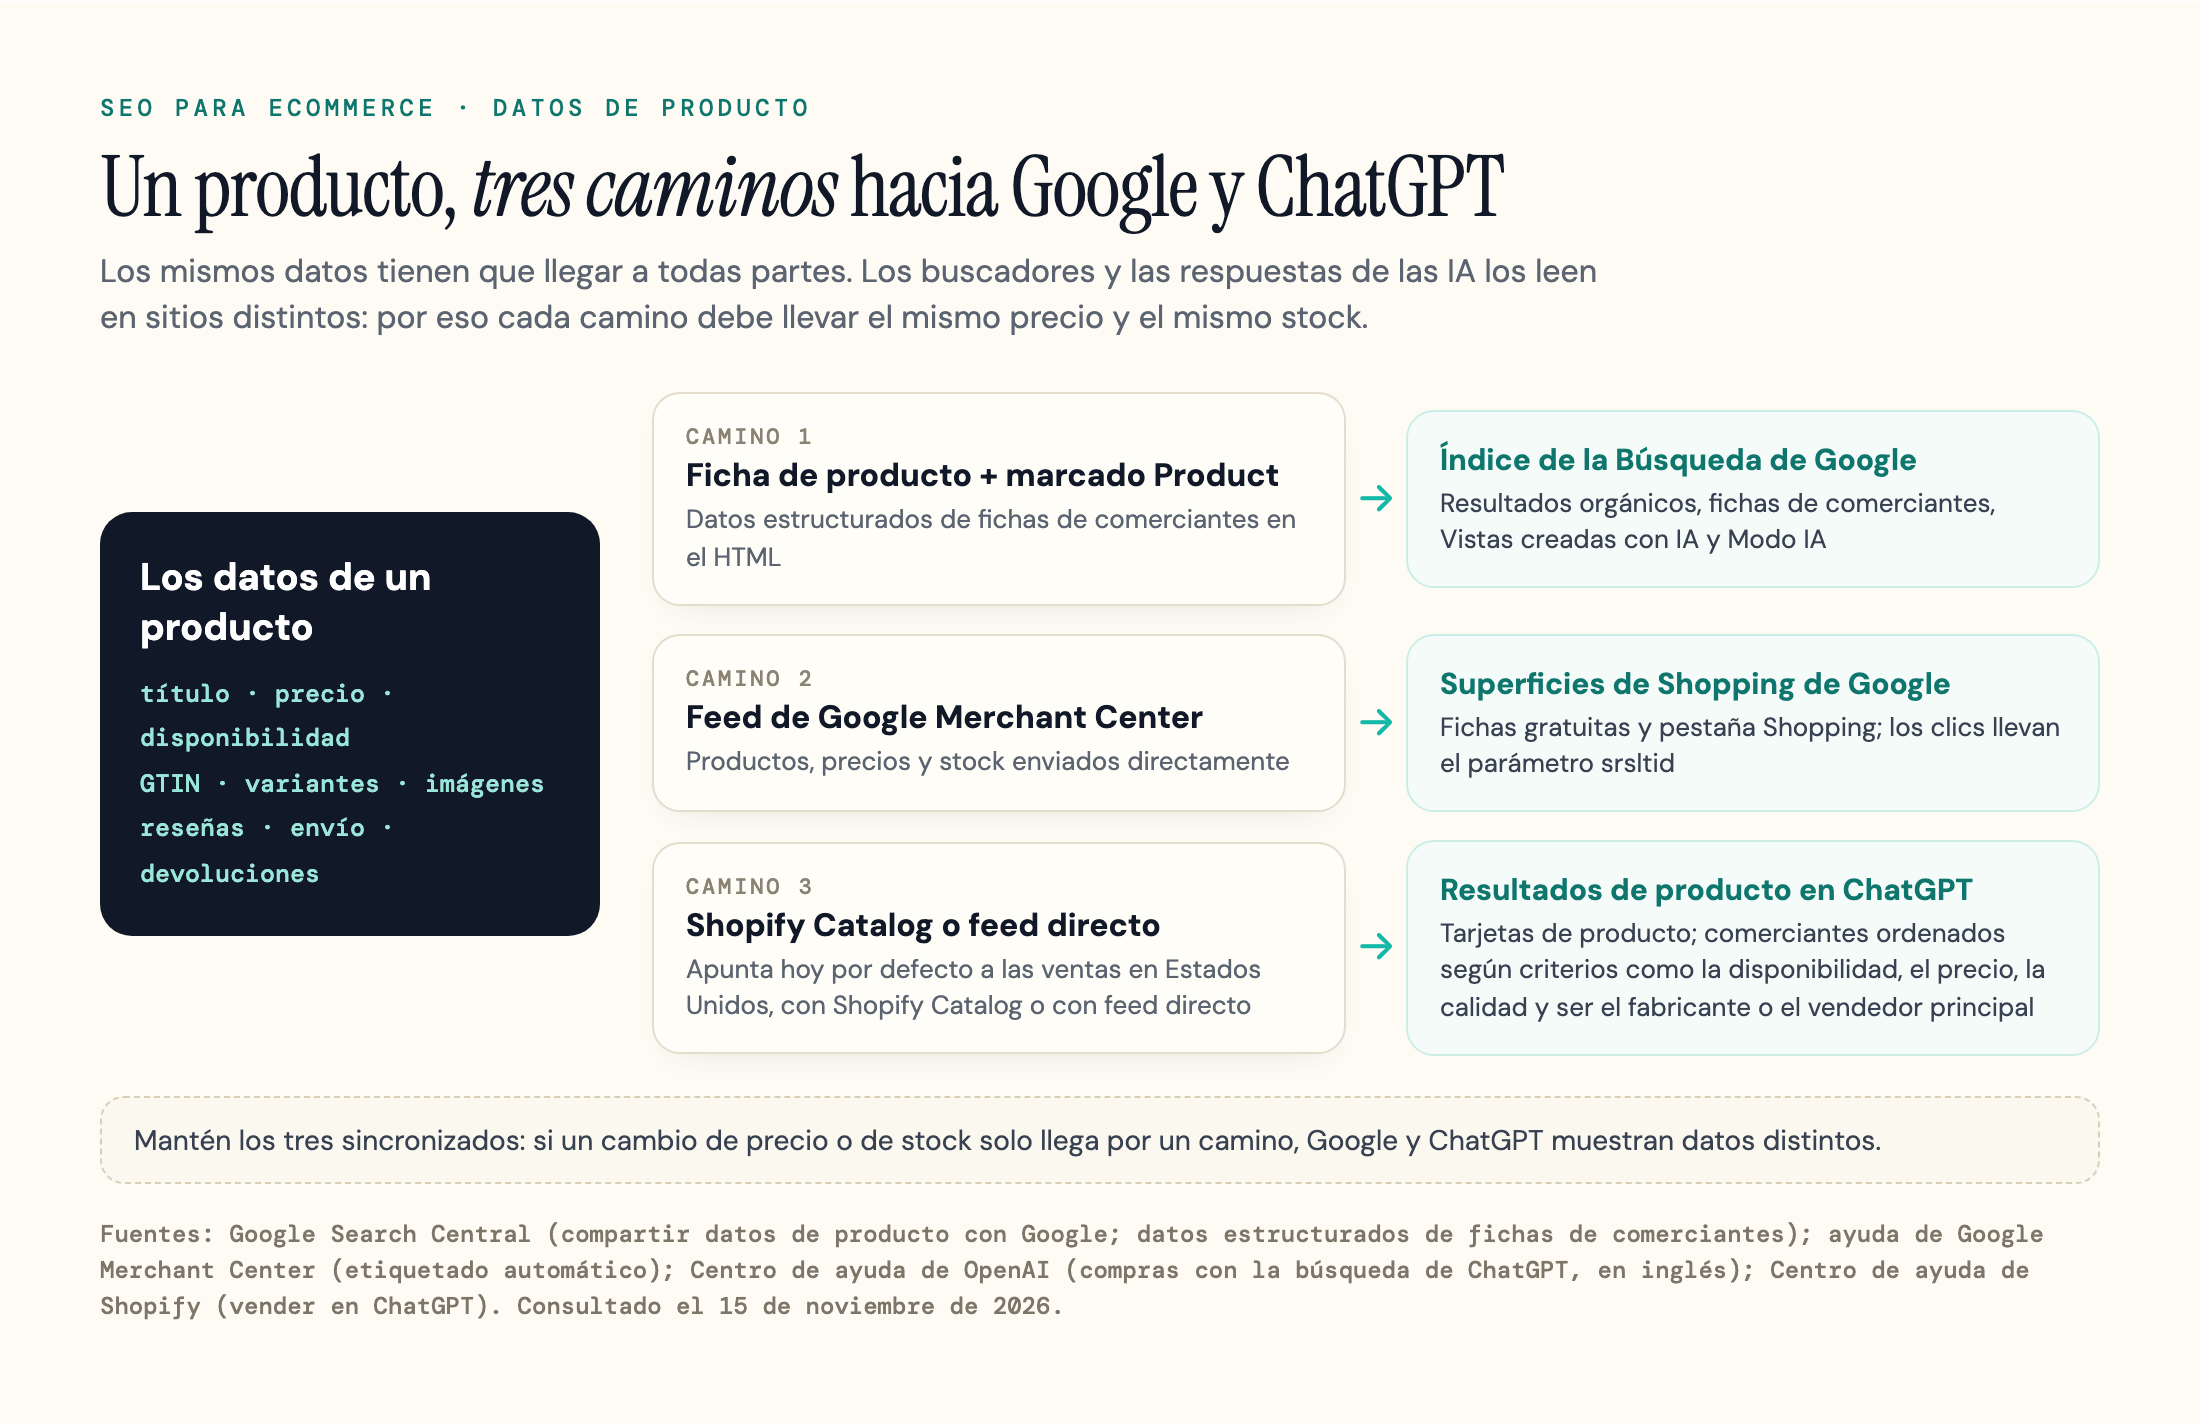 SEO PARA ECOMMERCE · DATOS DE PRODUCTO
Un producto, tres caminos hacia Google y ChatGPT
Los mismos datos tienen que llegar a todas partes. Los buscadores y las respuestas de las IA los leen
en sitios distintos: por eso cada camino debe llevar el mismo precio y el mismo stock.
Los datos de un
producto
título · precio ·
disponibilidad
GTIN · variantes · imágenes
reseñas · envío ·
devoluciones
CAMINO 1
Ficha de producto + marcado Product
Datos estructurados de fichas de comerciantes en
el HTML
→
Índice de la Búsqueda de Google
Resultados orgánicos, fichas de comerciantes,
Vistas creadas con IA y Modo IA
CAMINO 2
Feed de Google Merchant Center
Productos, precios y stock enviados directamente
→
Superficies de Shopping de Google
Fichas gratuitas y pestaña Shopping; los clics llevan
el parámetro srsltid
CAMINO 3
Shopify Catalog o feed directo
Apunta hoy por defecto a las ventas en Estados
Unidos, con Shopify Catalog o con feed directo
→
Resultados de producto en ChatGPT
Tarjetas de producto; comerciantes ordenados
según criterios como la disponibilidad, el precio, la
calidad y ser el fabricante o el vendedor principal
Mantén los tres sincronizados: si un cambio de precio o de stock solo llega por un camino, Google y ChatGPT muestran datos distintos.
Fuentes: Google Search Central (compartir datos de producto con Google; datos estructurados de fichas de comerciantes); ayuda de Google
Merchant Center (etiquetado automático); Centro de ayuda de OpenAI (compras con la búsqueda de ChatGPT, en inglés); Centro de ayuda de
Shopify (vender en ChatGPT). Consultado el 15 de noviembre de 2026.